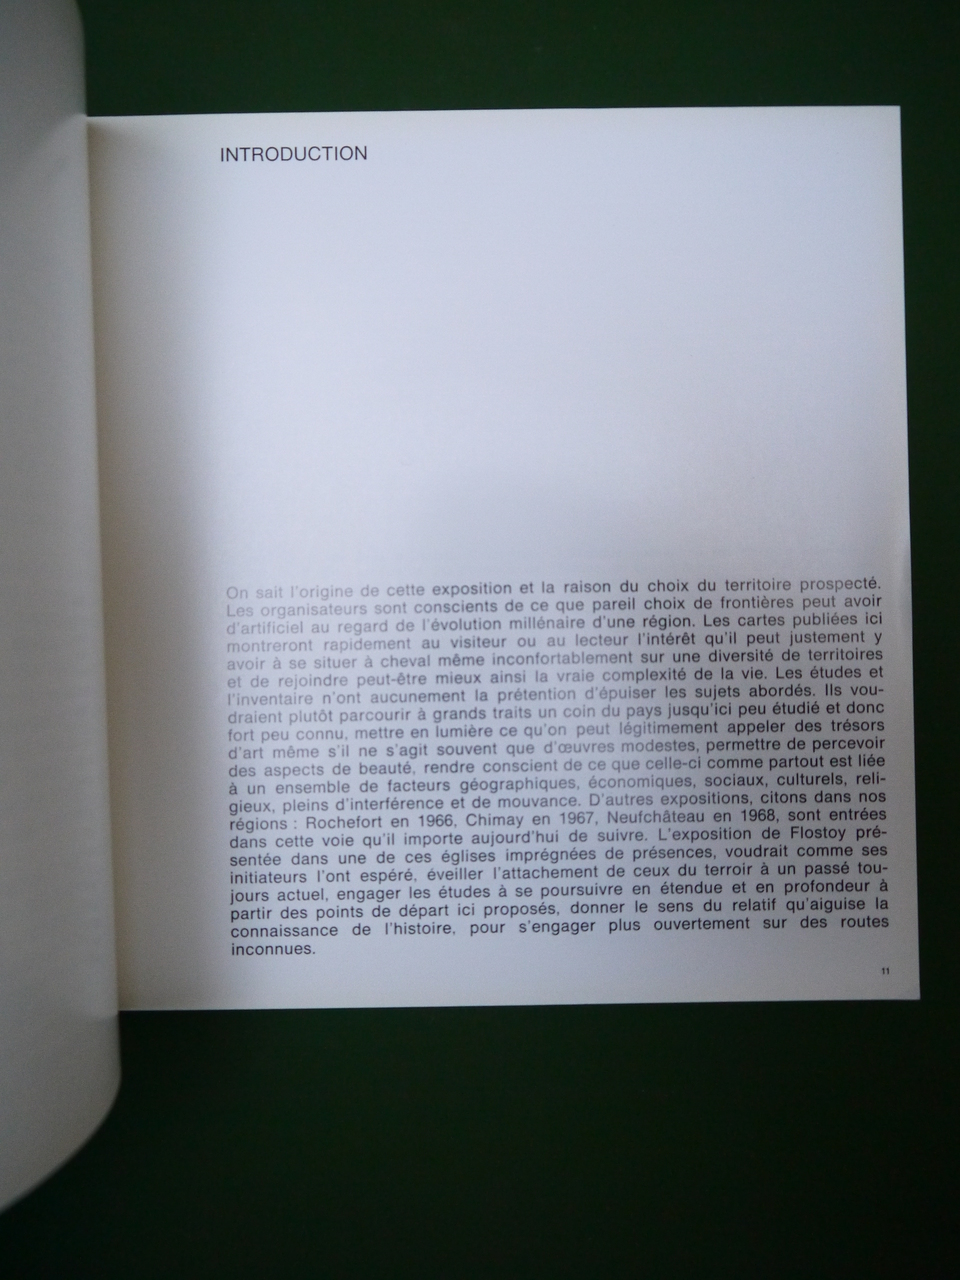 INTRODUCTION
On sait l'origine de cette exposition et la raison du choix du territoire prospecté.
Les organisateurs sont conscients de ce que pareil choix de frontières peut avoir
d'artificiel au regard de l'évolution millénaire d'une région. Les cartes publiées ici
montreront rapidement au visiteur ou au lecteur l'intérêt qu'il peut justement y
avoir à se situer à cheval même inconfortablement sur une diversité de territoires
et de rejoindre peut-être mieux ainsi la vraie complexité de la vie. Les études et
l'inventaire n'ont aucunement la prétention d'épuiser les sujets abordés. Ils vou-
draient plutôt parcourir à grands traits un coin du pays jusqu'ici peu étudié et donc
fort peu connu, mettre en lumière ce qu'on peut légitimement appeler des trésors
d'art même s'il ne s'agit souvent que d'œuvres modestes, permettre de percevoir
des aspects de beauté, rendre conscient de ce que celle-ci comme partout est liée
à un ensemble de facteurs géographiques, économiques, sociaux, culturels, reli-
gieux, pleins d'interférence et de mouvance. D'autres expositions, citons dans nos
régions : Rochefort en 1966, Chimay en 1967, Neufchâteau en 1968, sont entrées
dans cette voie qu'il importe aujourd'hui de suivre. L'exposition de Flostoy pré-
sentée dans une de ces églises imprégnées de présences, voudrait comme ses
initiateurs l'ont espéré, éveiller l'attachement de ceux du terroir à un passé tou-
jours actuel, engager les études à se poursuivre en étendue et en profondeur à
partir des points de départ ici proposés, donner le sens du relatif qu'aiguise la
connaissance de l'histoire, pour s'engager plus ouvertement sur des routes
inconnues.
11